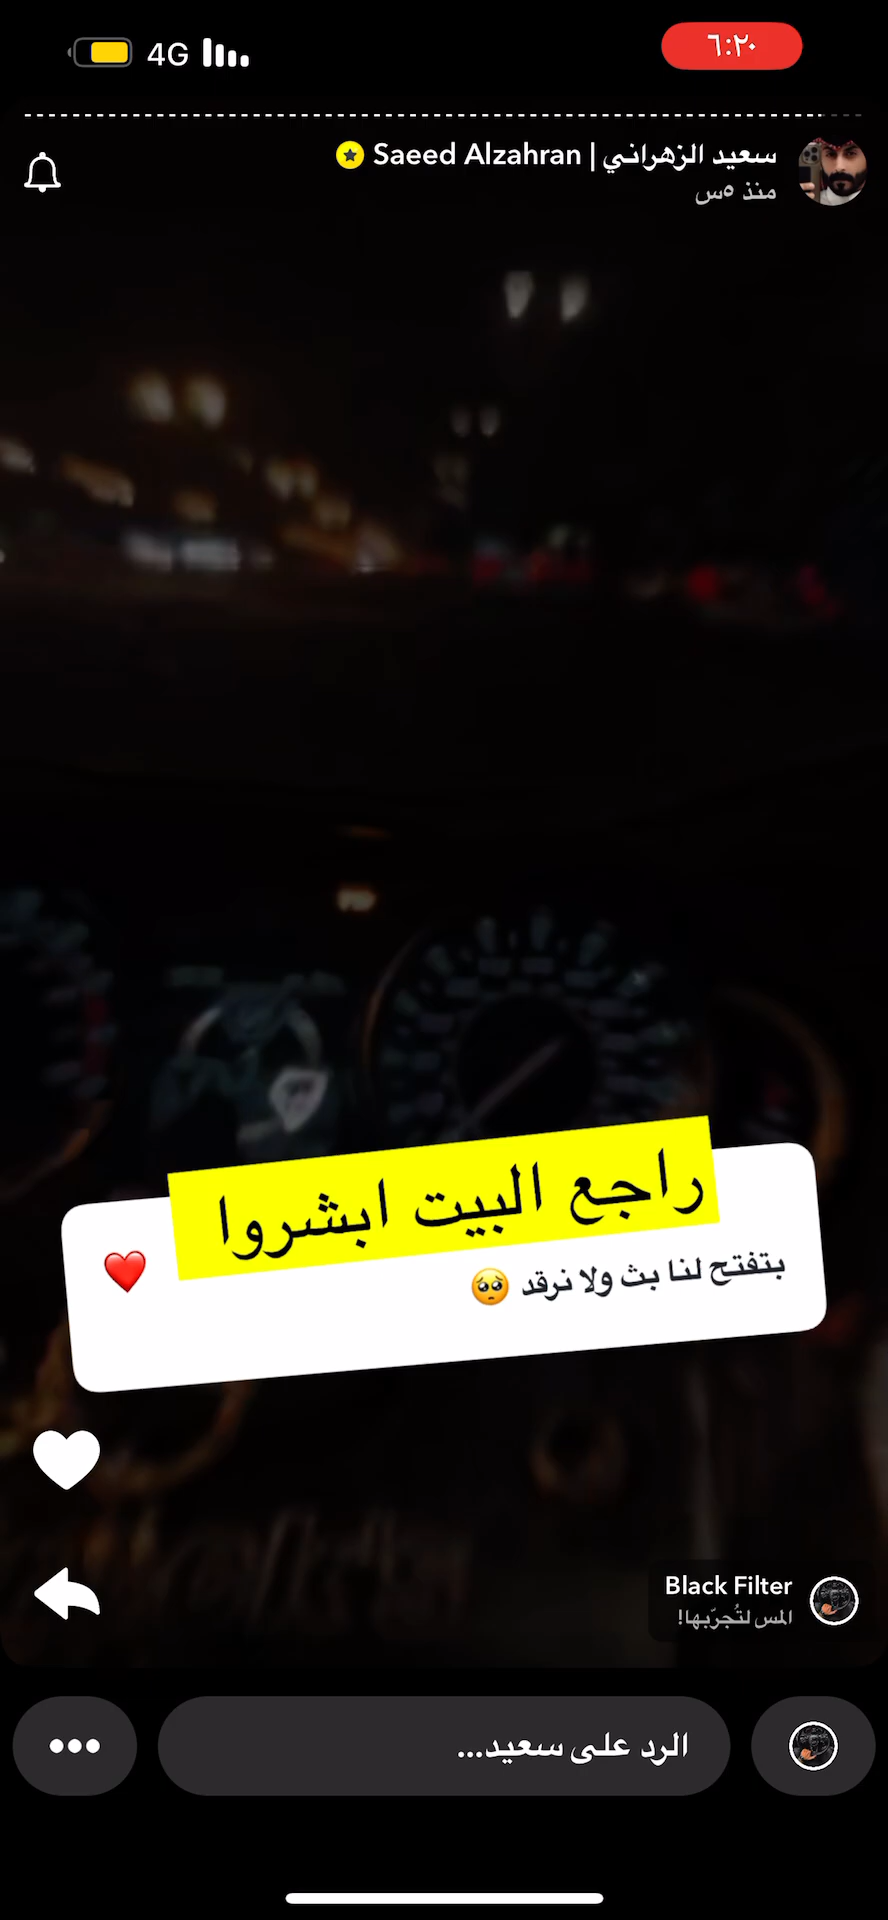 4G
٦:٢٠
سعيد الزهراني | Saeed Alzahran
منذ ٥س
راجع البيت ابشروا
بتفتح لنا بث ولا نرقد 🥺
❤️
Black Filter
المس لتُجرّبها!
الرد على سعيد...